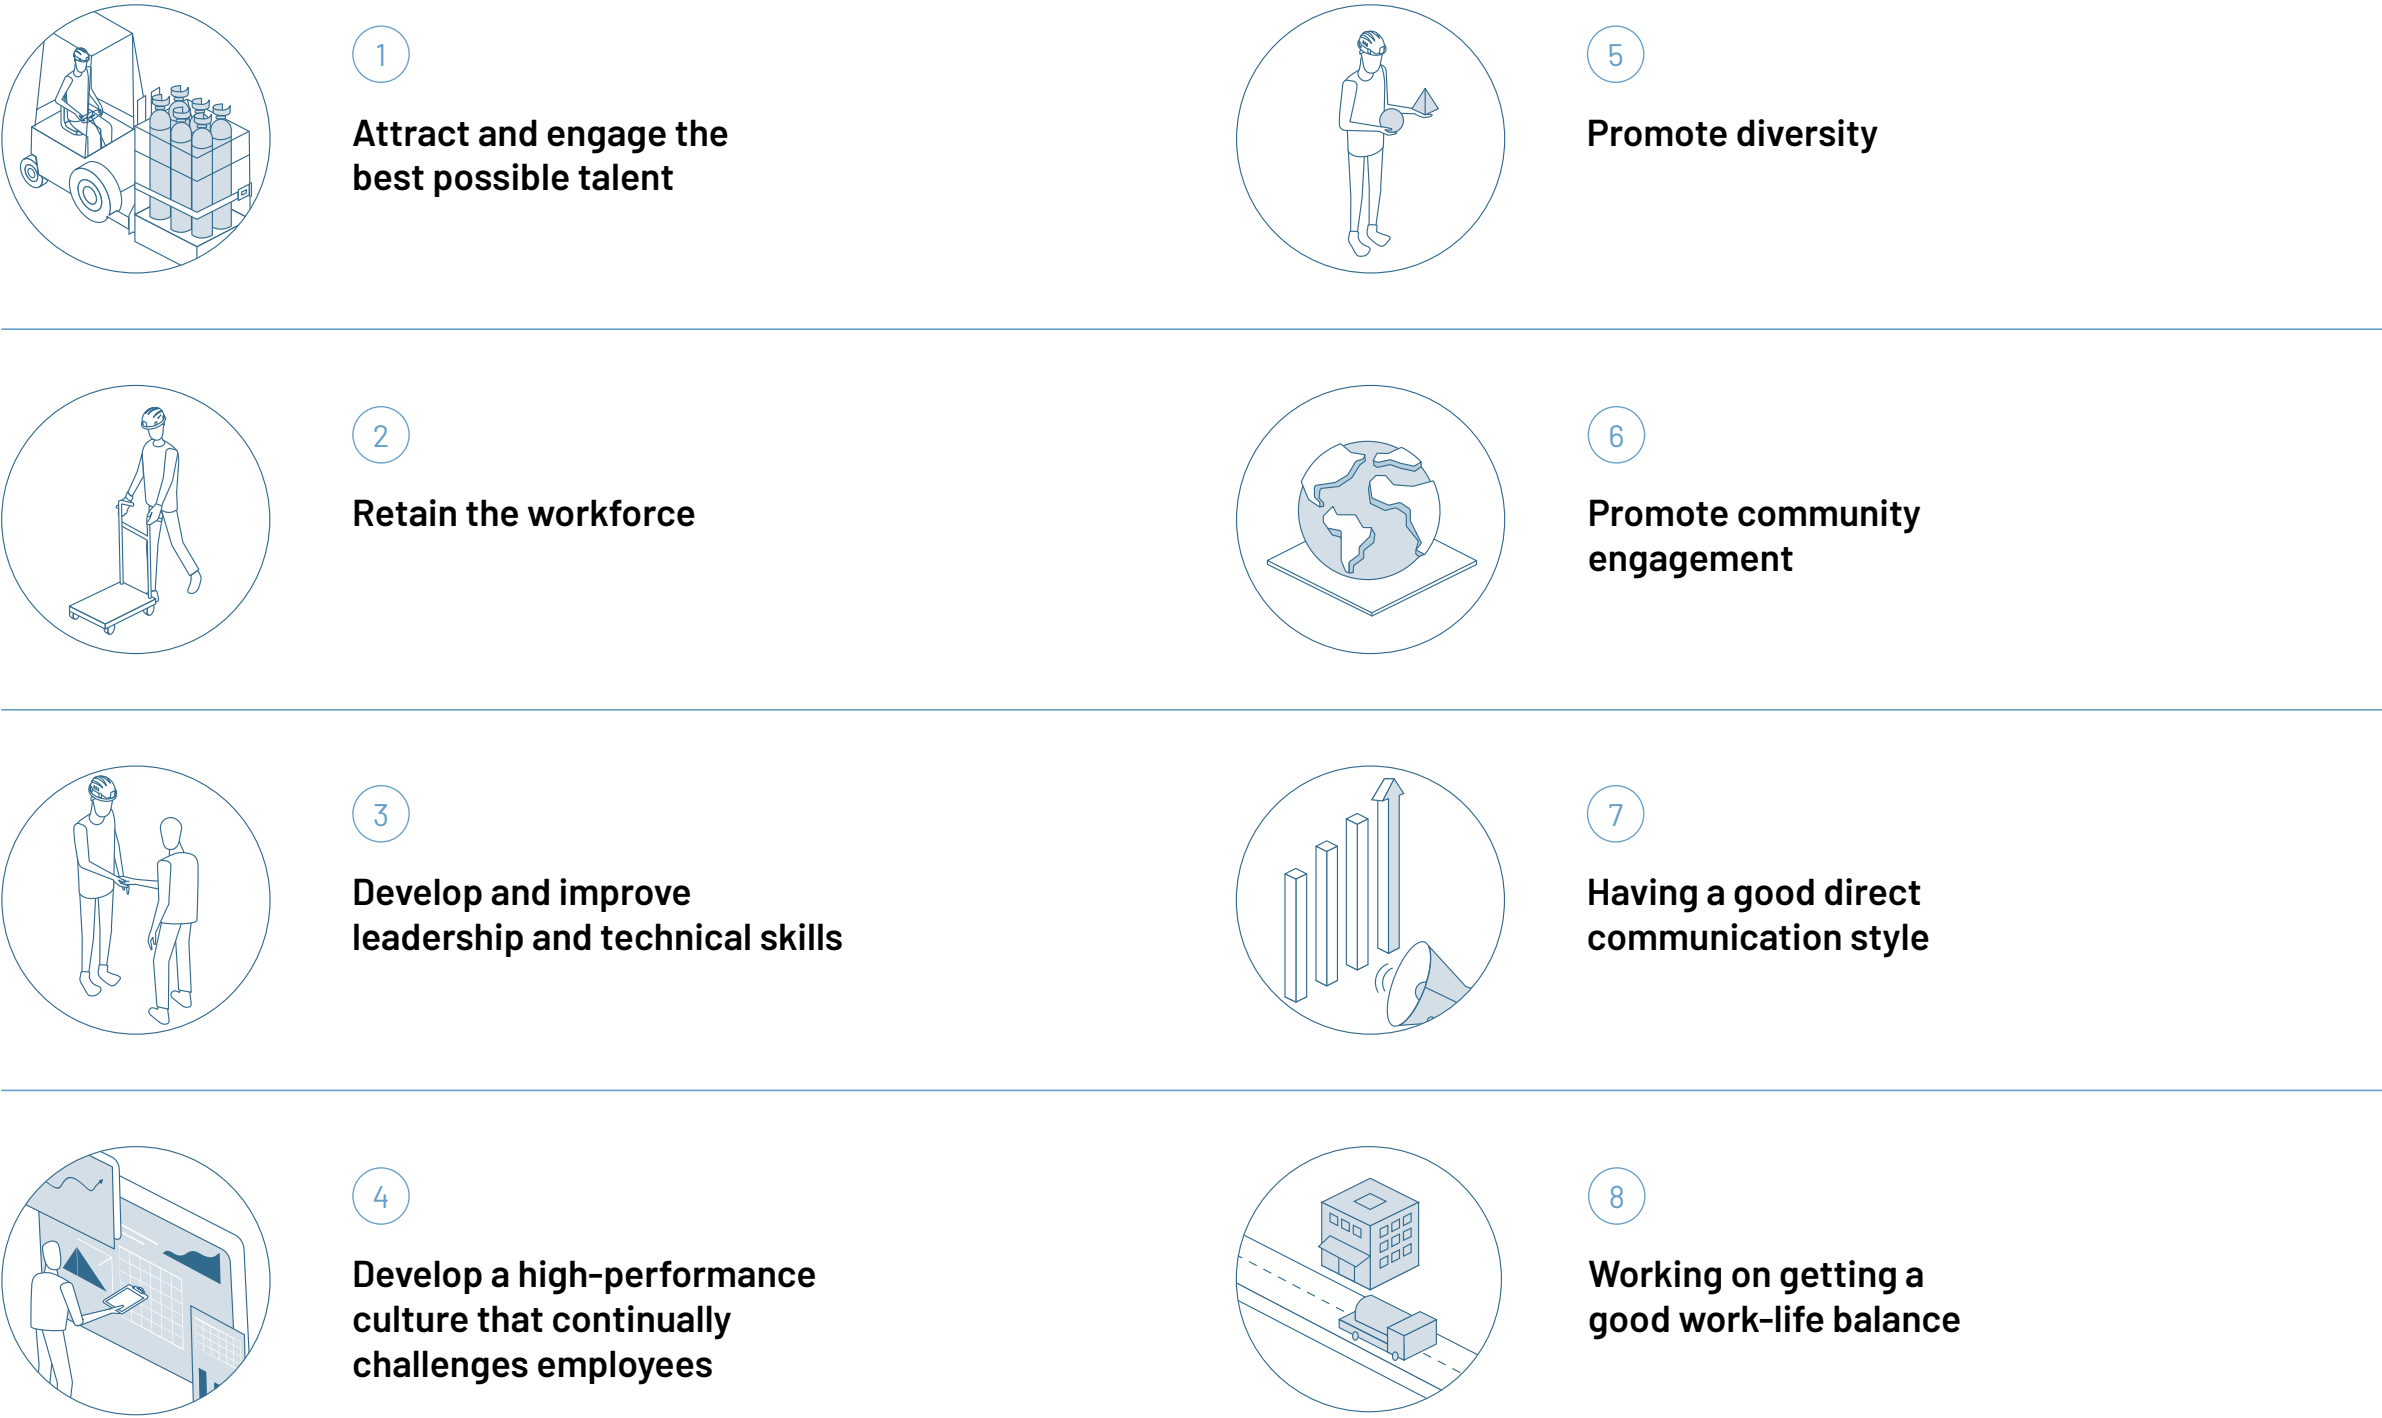 1
Attract and engage the
best possible talent
2
Retain the workforce
3
Develop and improve
leadership and technical skills
4
Develop a high-performance
culture that continually
challenges employees
5
Promote diversity
6
Promote community
engagement
7
Having a good direct
communication style
8
Working on getting a
good work-life balance